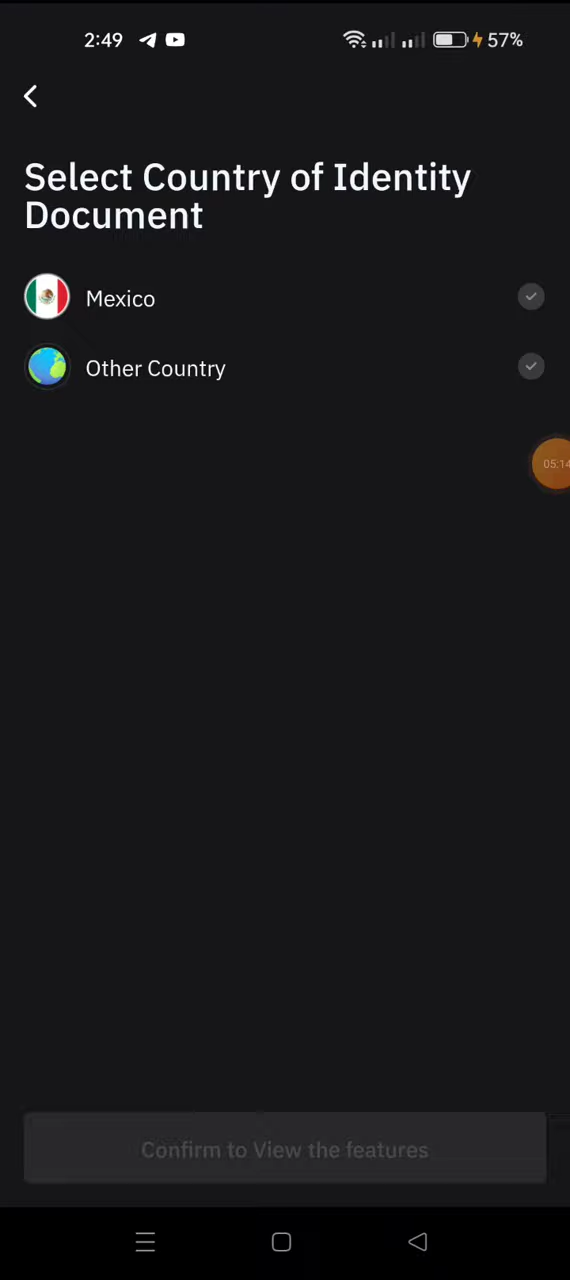 2:49 57%
Select Country of Identity
Document
Mexico
Other Country
05:14
Confirm to View the features